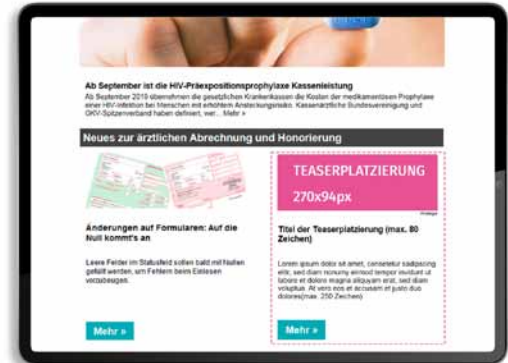 Ab September ist die HIV-Präexpositionsprophylaxe Kassenleistung
Ab September 2019 übernehmen die gesetzlichen Krankenkassen die Kosten der medikamentösen Prophylaxe
einer HIV-Infektion bei Menschen mit erhöhtem Ansteckungsrisiko. Kassenärztliche Bundesvereinigung und
GKV-Spitzenverband haben definiert, wer... Mehr »
Neues zur ärztlichen Abrechnung und Honorierung
Änderungen auf Formularen: Auf die
Null kommt's an
Leere Felder im Statusfeld sollen bald mit Nullen
gefüllt werden, um Fehlern beim Einlesen
vorzubeugen.
Mehr »
TEASERPLATZIERUNG
270x94px
Anzeige
Titel der Teaserplatzierung (max. 80
Zeichen)
Lorem ipsum dolor sit amet, consetetur sadipscing
elitr, sed diam nonumy eirmod tempor invidunt ut
labore et dolore magna aliquyam erat, sed diam
voluptua. At vero eos et accusam et justo duo
dolores(max. 250 Zeichen)
Mehr »